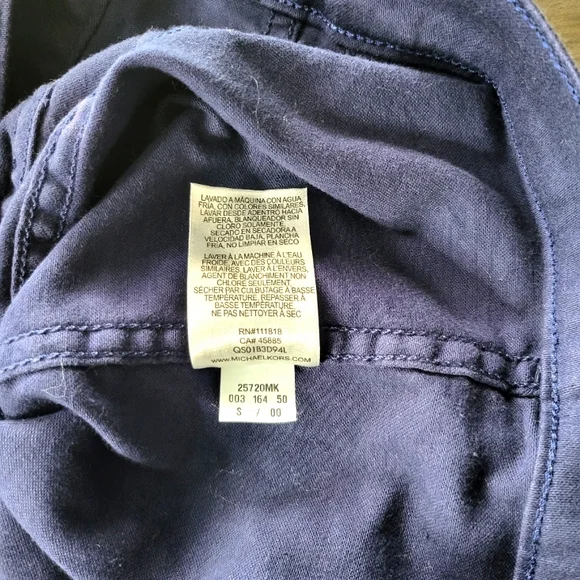 LAVADO A MÁQUINA CON AGUA
FRÍA, CON COLORES SIMILARES.
LAVAR DESDE ADENTRO HACIA
AFUERA, BLANQUEADOR SIN
CLORO SOLAMENTE.
SECADO EN SECADORA A
VELOCIDAD BAJA, PLANCHA
FRIA, NO LIMPIAR EN SECO
LAVER À LA MACHINE À L'EAU
FROIDE, AVEC DES COULEURS
SIMILAIRES. LAVER À L'ENVERS,
AGENT DE BLANCHIMENT NON
CHLORÉ SEULEMENT.
SÉCHER PAR CULBUTAGE À BASSE
TEMPÉRATURE, REPASSER À
BASSE TEMPÉRATURE.
NE PAS NETTOYER À SEC
RN#111818
CA# 45885
QS01B3D94L
WWW.MICHAELKORS.COM
25720MK
003 164 50
S / 00